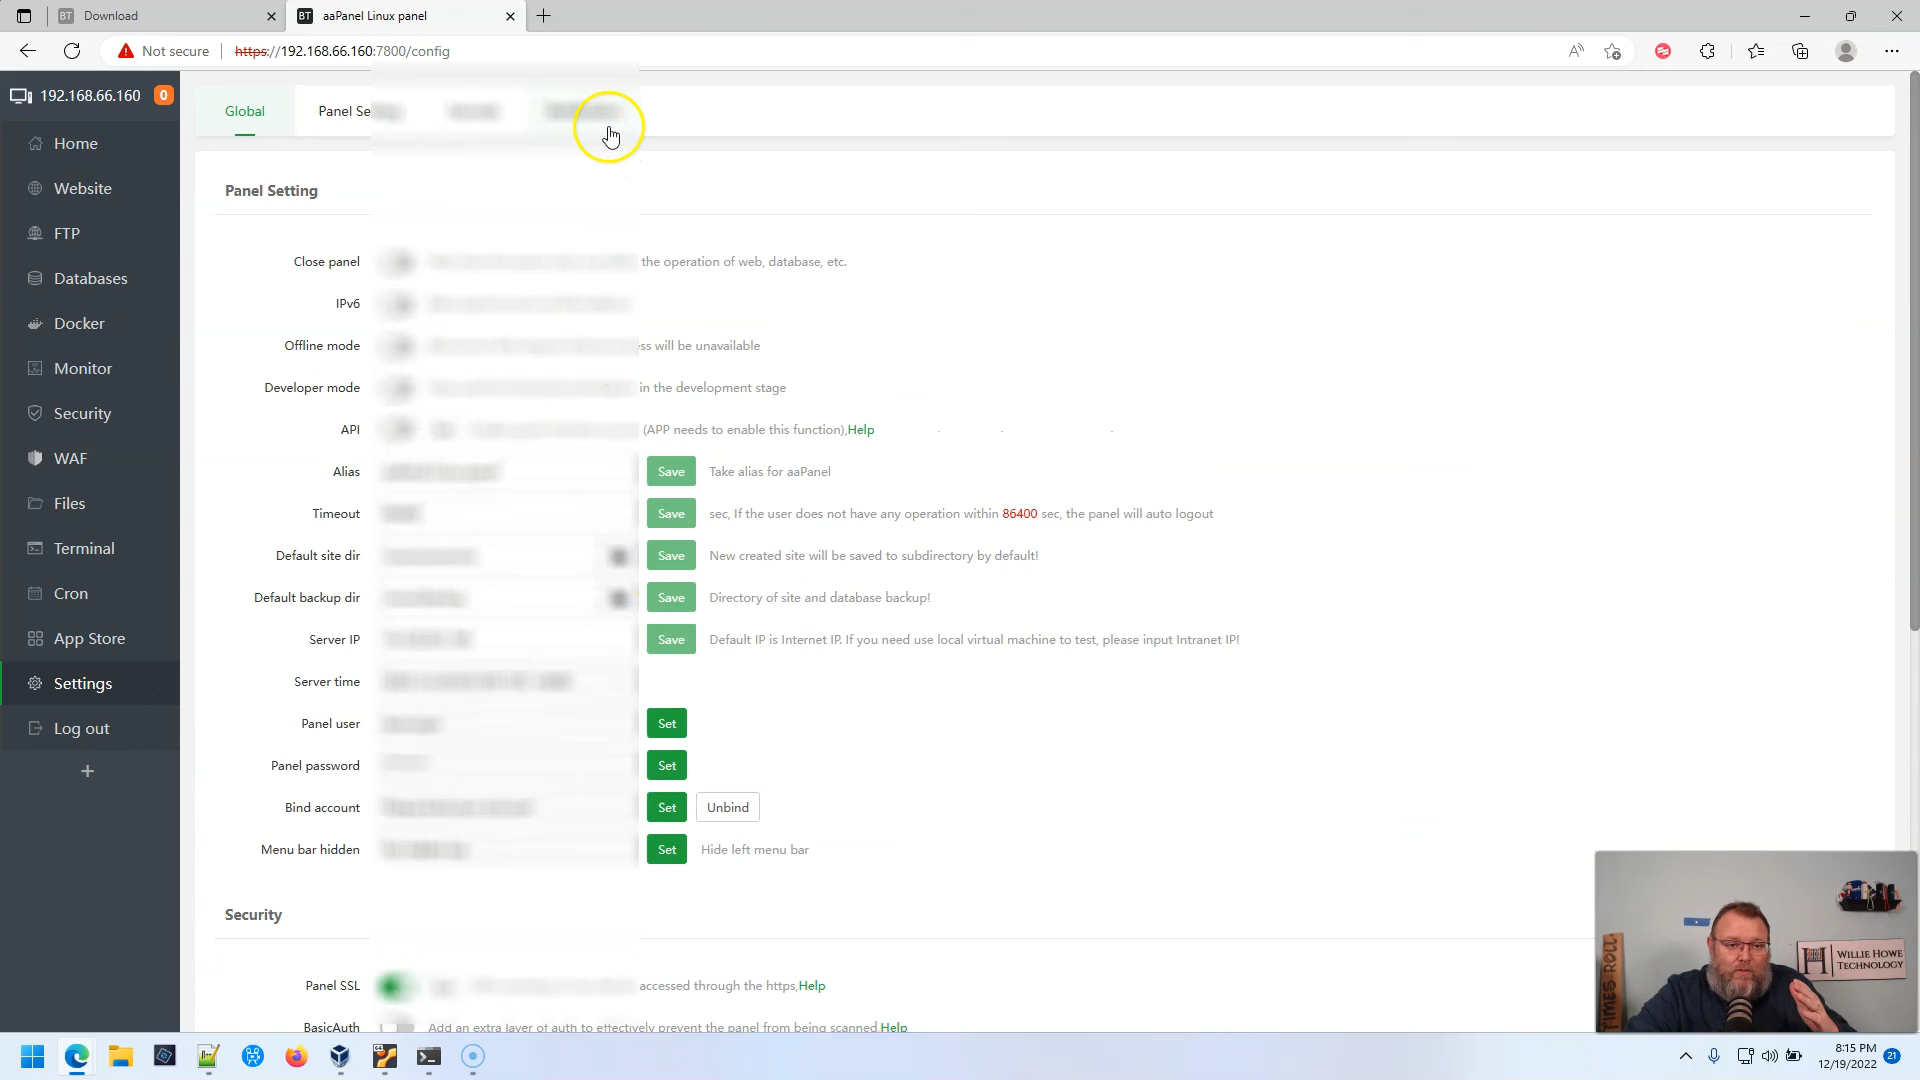 Download
aaPanel Linux panel
Not secure
https://192.168.66.160:7800/config
192.168.66.160
0
Home
Website
FTP
Databases
Docker
Monitor
Security
WAF
Files
Terminal
Cron
App Store
Settings
Log out
Global
Panel Se
Panel Setting
Close panel
the operation of web, database, etc.
IPv6
Offline mode
ss will be unavailable
Developer mode
in the development stage
API
(APP needs to enable this function),Help
Alias
Save
Take alias for aaPanel
Timeout
Save
sec, If the user does not have any operation within 86400 sec, the panel will auto logout
Default site dir
Save
New created site will be saved to subdirectory by default!
Default backup dir
Save
Directory of site and database backup!
Server IP
Save
Default IP is Internet IP. If you need use local virtual machine to test, please input Intranet IP!
Server time
Panel user
Set
Panel password
Set
Bind account
Set
Unbind
Menu bar hidden
Set
Hide left menu bar
Security
Panel SSL
accessed through the https,Help
BasicAuth
Add an extra layer of auth to effectively prevent the panel from being scanned.Help
WILLIE HOWE
TECHNOLOGY
8:15 PM
12/19/2022
21